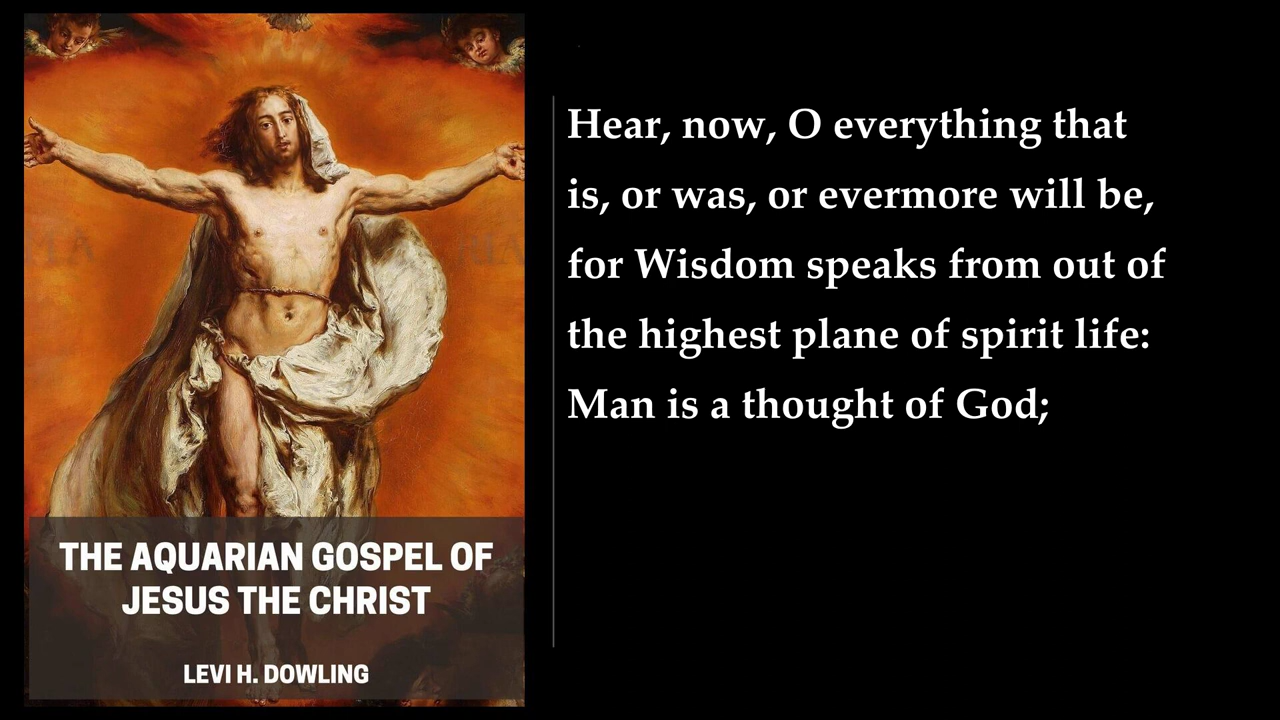 THE AQUARIAN GOSPEL OF
JESUS THE CHRIST
LEVI H. DOWLING
Hear, now, O everything that
is, or was, or evermore will be,
for Wisdom speaks from out of
the highest plane of spirit life:
Man is a thought of God;